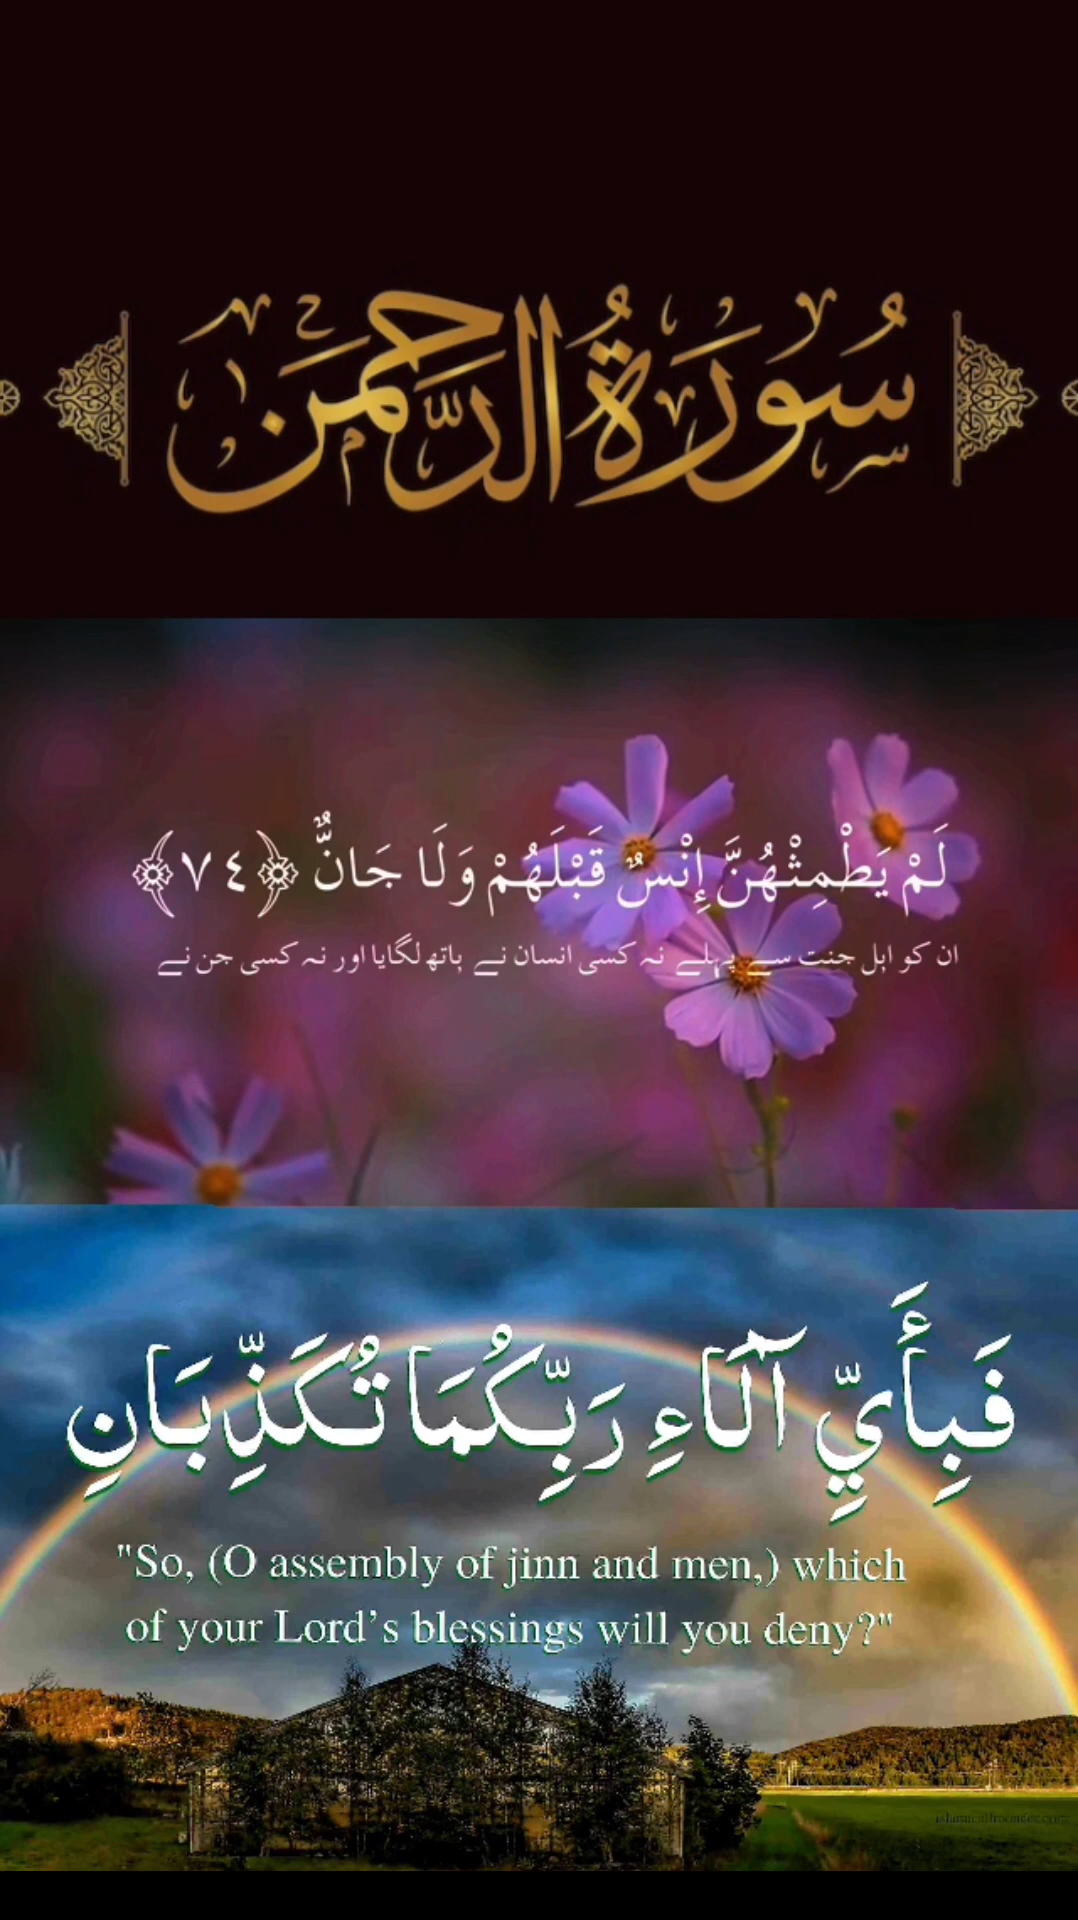 سُورَةُ الرَّحْمَٰن
لَمْ يَطْمِثْهُنَّ إِنْسٌ قَبْلَهُمْ وَلَا جَانٌّ ﴿٧٤﴾
ان کو اہل جنت سے پہلے نہ کسی انسان نے ہاتھ لگایا اور نہ کسی جن نے
فَبِأَيِّ آلَاءِ رَبِّكُمَا تُكَذِّبَانِ
"So, (O assembly of jinn and men,) which
of your Lord’s blessings will you deny?"